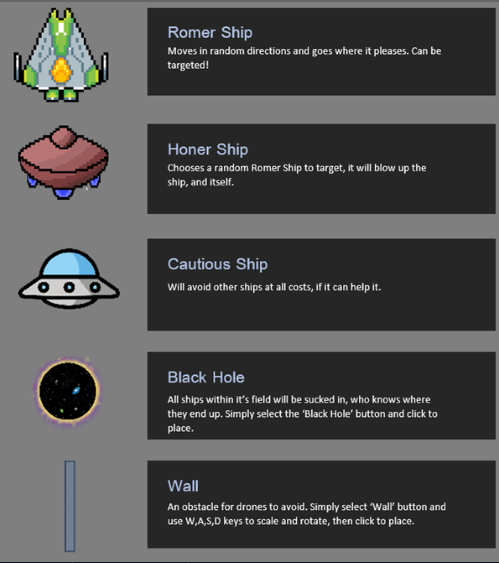 Romer Ship
Moves in random directions and goes where it pleases. Can be
targeted!
Honer Ship
Chooses a random Romer Ship to target, it will blow up the
ship, and itself.
Cautious Ship
Will avoid other ships at all costs, if it can help it.
Black Hole
All ships within it's field will be sucked in, who knows where
they end up. Simply select the 'Black Hole' button and click to
place.
Wall
An obstacle for drones to avoid. Simply select 'Wall' button and
use W,A,S,D keys to scale and rotate, then click to place.